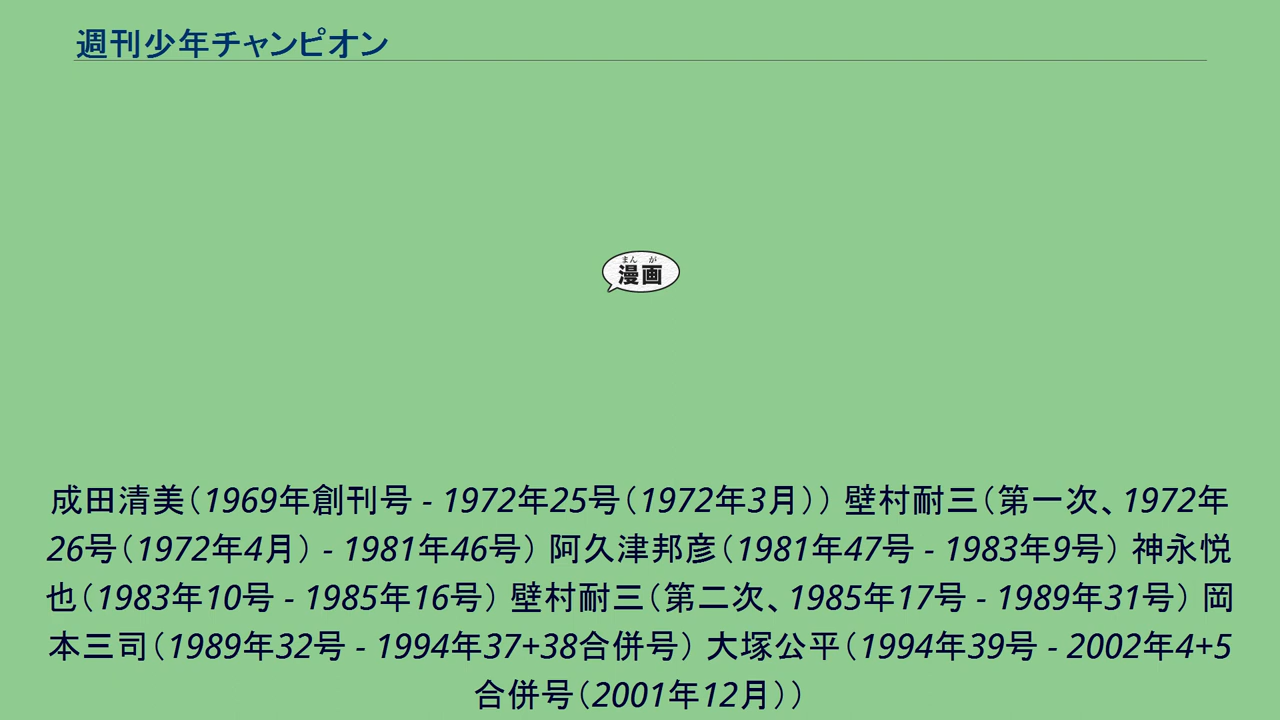 週刊少年チャンピオン
まん が
漫画
成田清美(1969年創刊号 - 1972年25号(1972年3月)) 壁村耐三(第一次、1972年
26号(1972年4月) - 1981年46号) 阿久津邦彦(1981年47号 - 1983年9号) 神永悦
也(1983年10号 - 1985年16号) 壁村耐三(第二次、1985年17号 - 1989年31号) 岡
本三司(1989年32号 - 1994年37+38合併号) 大塚公平(1994年39号 - 2002年4+5
合併号(2001年12月))